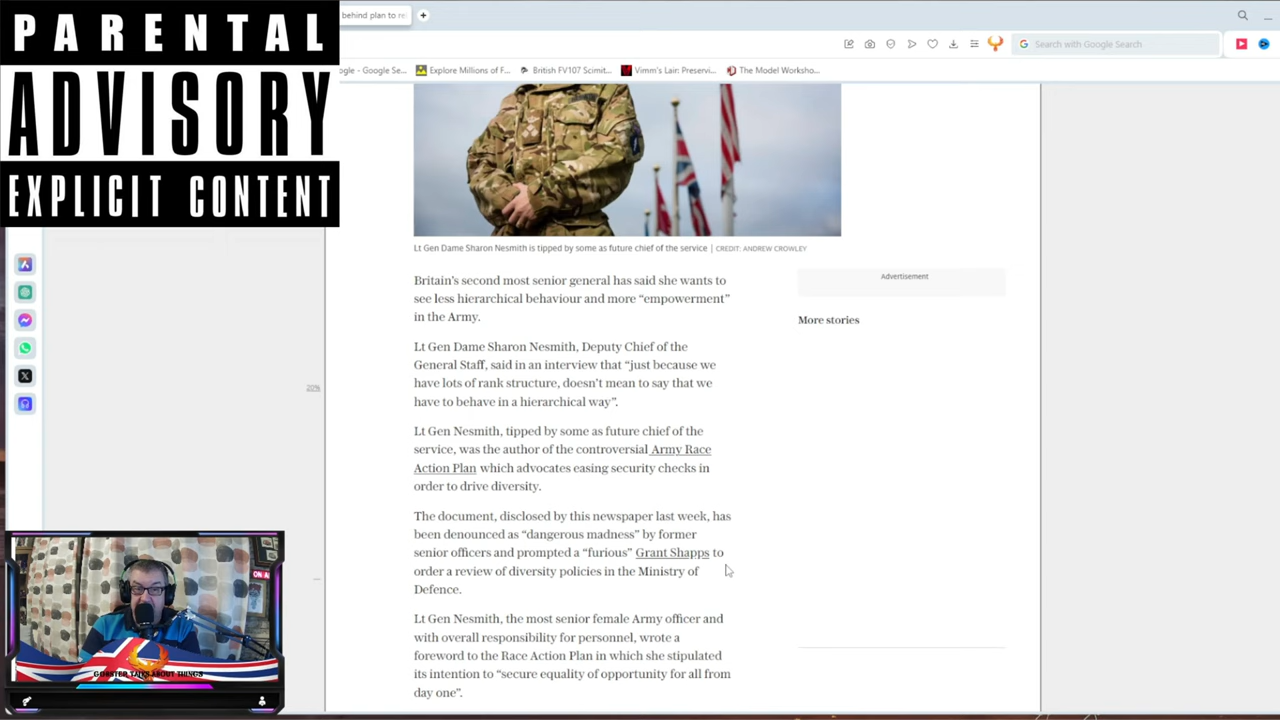 PARENTAL
ADVISORY
EXPLICIT CONTENT
behind plan to re
Search with Google Search
ogle - Google Se...
Explore Millions of F...
British FV107 Scimit...
Vimm's Lair: Preservi...
The Model Worksho...
Lt Gen Dame Sharon Nesmith is tipped by some as future chief of the service | CREDIT: ANDREW CROWLEY
Britain's second most senior general has said she wants to
see less hierarchical behaviour and more “empowerment”
in the Army.
Lt Gen Dame Sharon Nesmith, Deputy Chief of the
General Staff, said in an interview that “just because we
have lots of rank structure, doesn't mean to say that we
have to behave in a hierarchical way”.
Lt Gen Nesmith, tipped by some as future chief of the
service, was the author of the controversial Army Race
Action Plan which advocates easing security checks in
order to drive diversity.
The document, disclosed by this newspaper last week, has
been denounced as “dangerous madness” by former
senior officers and prompted a “furious” Grant Shapps to
order a review of diversity policies in the Ministry of
Defence.
Lt Gen Nesmith, the most senior female Army officer and
with overall responsibility for personnel, wrote a
foreword to the Race Action Plan in which she stipulated
its intention to “secure equality of opportunity for all from
day one”.
Advertisement
More stories
20%
ON A
TALKS ABOUT THINGS